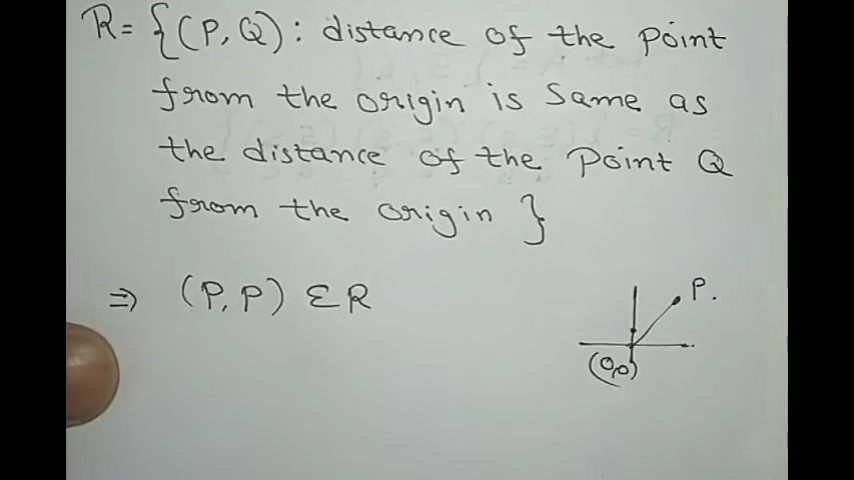 R = {(P, Q) : distance of the point
from the origin is same as
the distance of the point Q
from the origin }
⇒ (P, P) ∈ R
P.
(0,0)